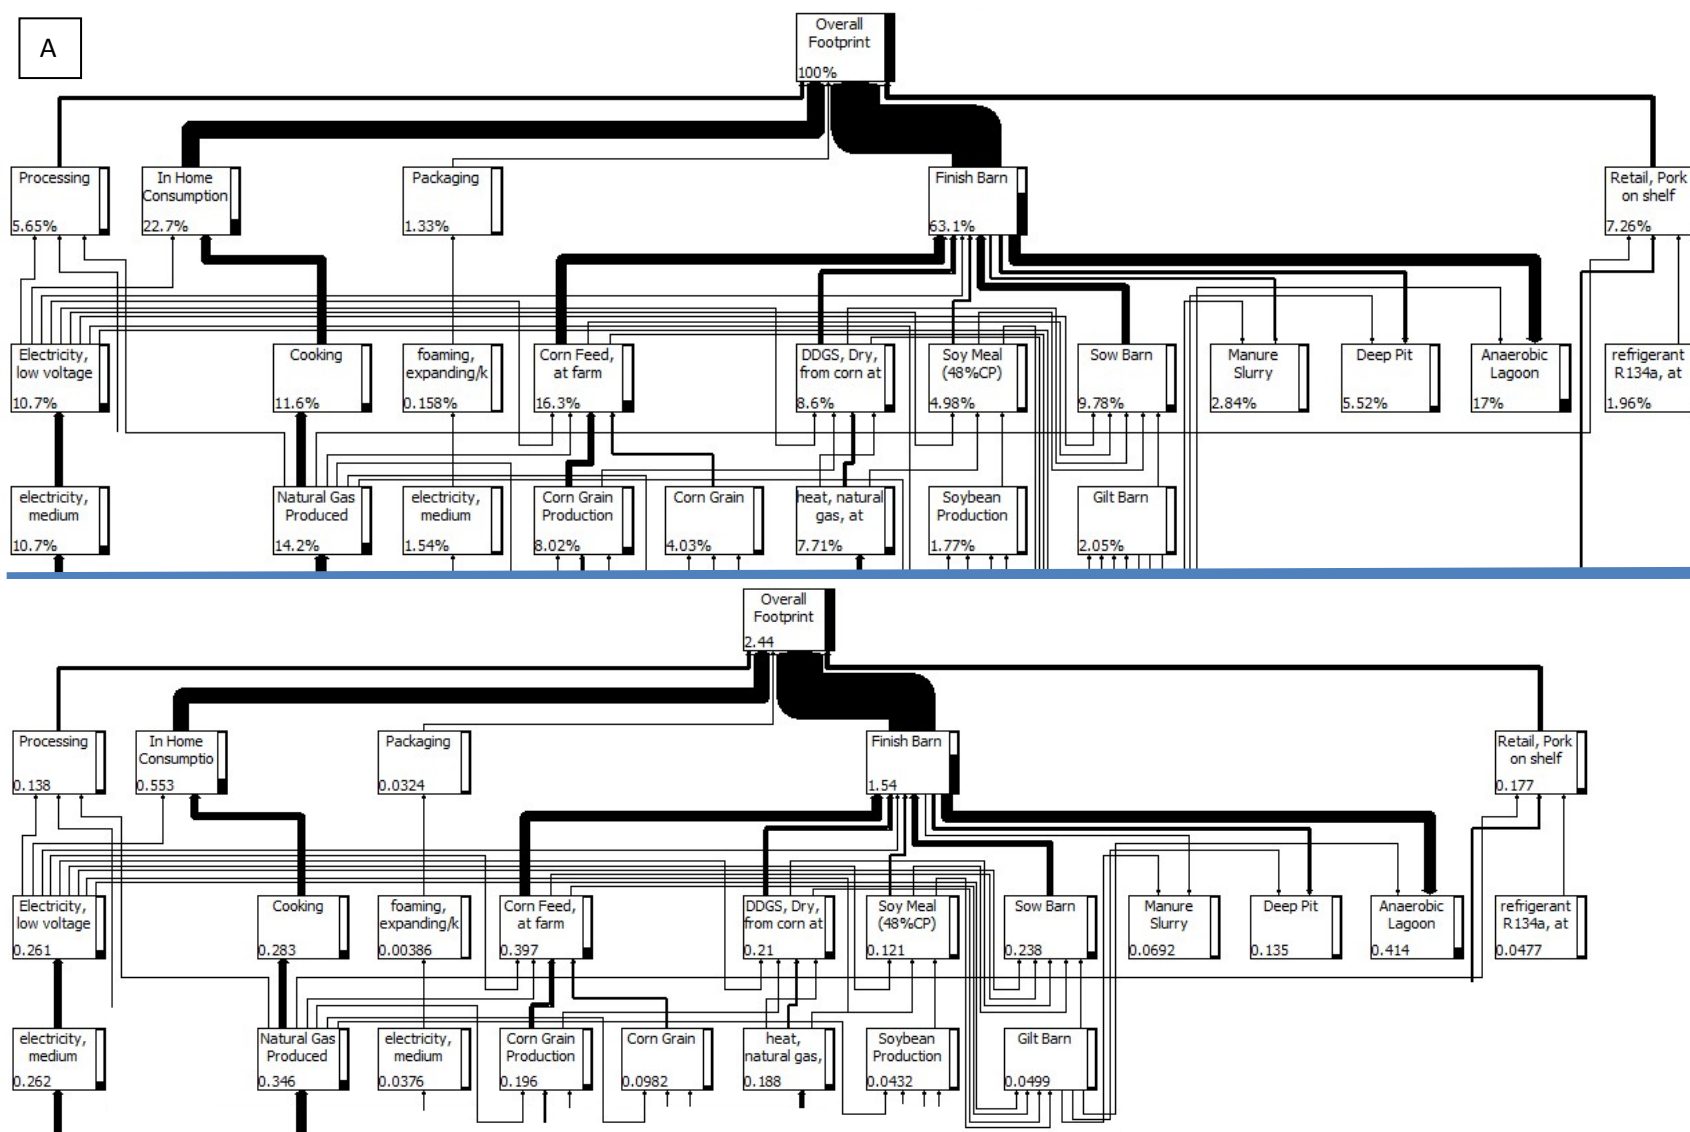 A
Overall
Footprint
100%
Processing
5.65%
In Home
Consumption
22.7%
Packaging
1.33%
Finish Barn
63.1%
Retail, Pork
on shelf
7.26%
Electricity,
low voltage
10.7%
Cooking
11.6%
foaming,
expanding/k
0.158%
Corn Feed,
at farm
16.3%
DDGS, Dry,
from corn at
8.6%
Soy Meal
(48%CP)
4.98%
Sow Barn
9.78%
Manure
Slurry
2.84%
Deep Pit
5.52%
Anaerobic
Lagoon
17%
refrigerant
R134a, at
1.96%
electricity,
medium
10.7%
Natural Gas
Produced
14.2%
electricity,
medium
1.54%
Corn Grain
Production
8.02%
Corn Grain
4.03%
heat, natural
gas, at
7.71%
Soybean
Production
1.77%
Gilt Barn
2.05%
Overall
Footprint
2.44
Processing
0.138
In Home
Consumptio
0.553
Packaging
0.0324
Finish Barn
1.54
Retail, Pork
on shelf
0.177
Electricity,
low voltage
0.261
Cooking
0.283
foaming,
expanding/k
0.00386
Corn Feed,
at farm
0.397
DDGS, Dry,
from corn at
0.21
Soy Meal
(48%CP)
0.121
Sow Barn
0.238
Manure
Slurry
0.0692
Deep Pit
0.135
Anaerobic
Lagoon
0.414
refrigerant
R134a, at
0.0477
electricity,
medium
0.262
Natural Gas
Produced
0.346
electricity,
medium
0.0376
Corn Grain
Production
0.196
Corn Grain
0.0982
heat,
natural gas,
0.188
Soybean
Production
0.0432
Gilt Barn
0.0499